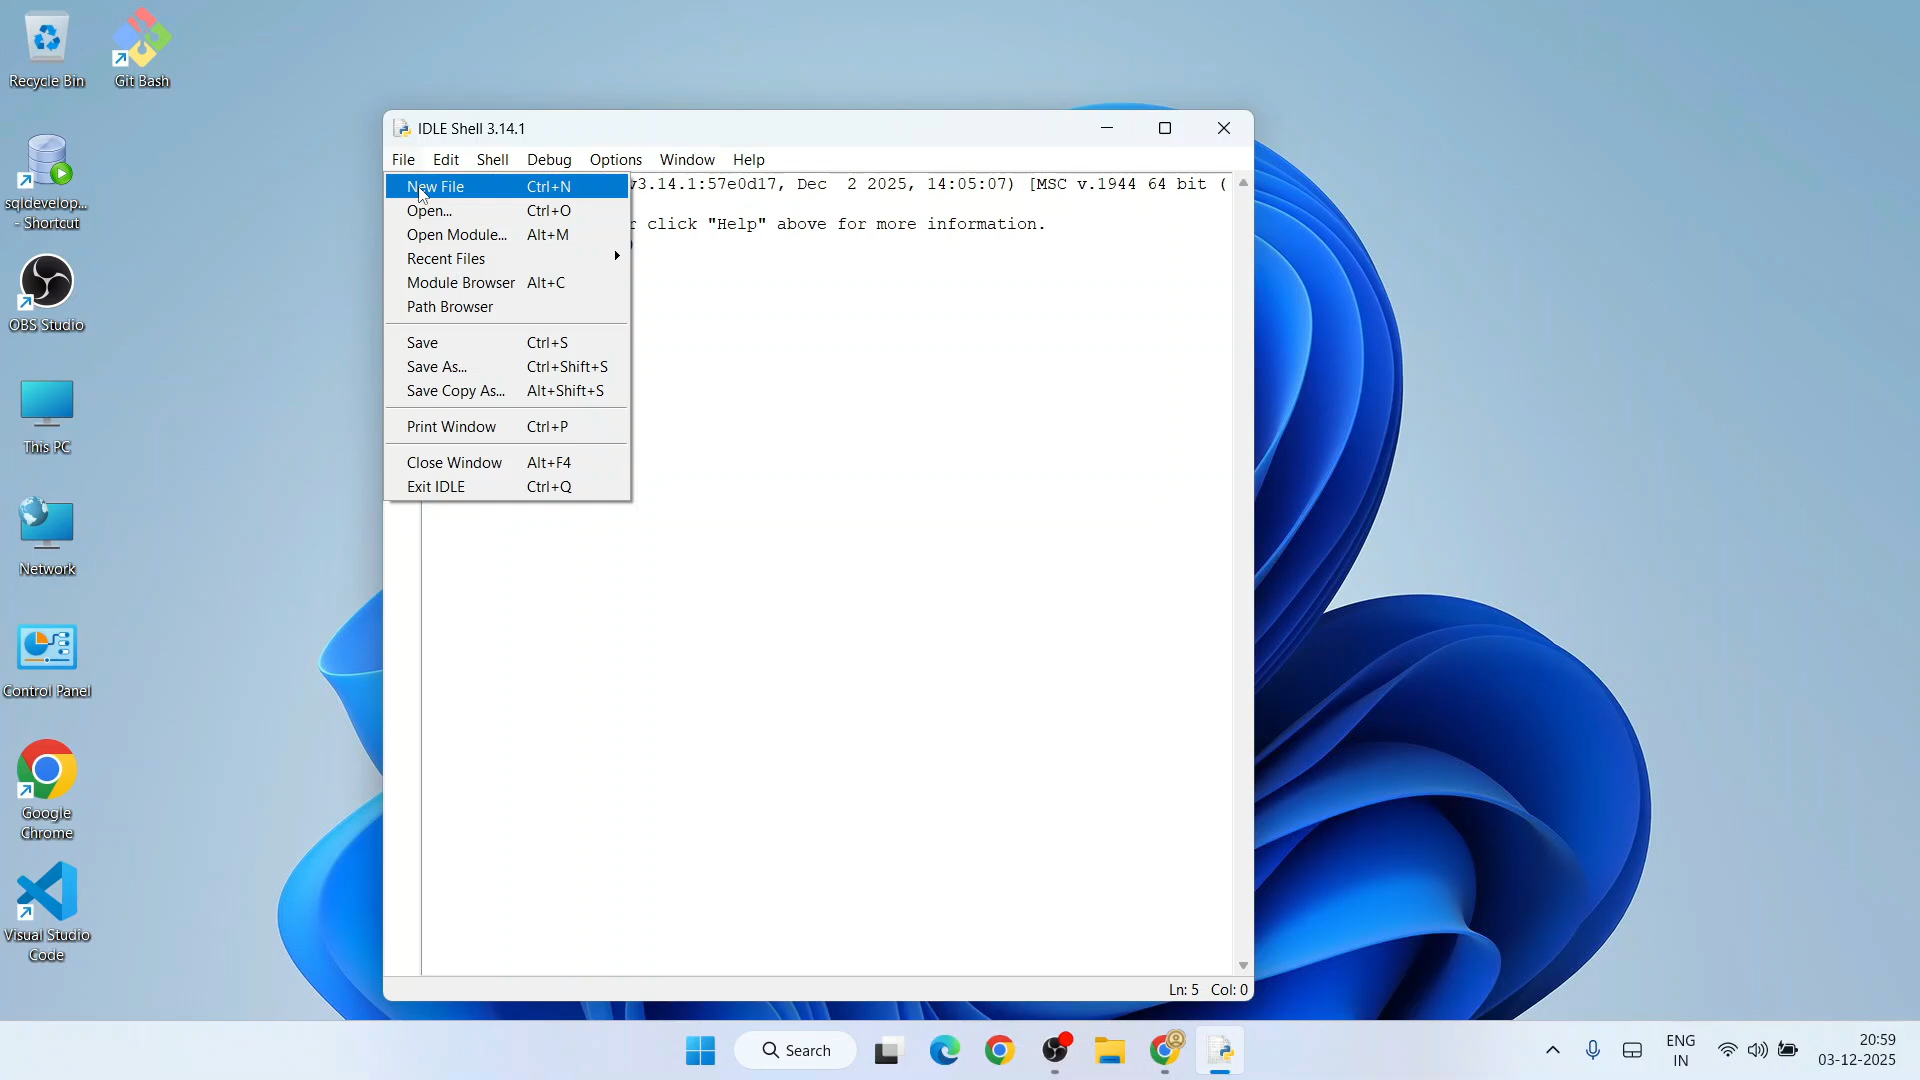 Recycle Bin
Git Bash
sqldevelop...
- Shortcut
OBS Studio
This PC
Network
Control Panel
Google
Chrome
Visual Studio
Code
IDLE Shell 3.14.1
File Edit Shell Debug Options Window Help
v3.14.1:57e0d17, Dec 2 2025, 14:05:07) [MSC v.1944 64 bit (
r click "Help" above for more information.
)
New File Ctrl+N
Open... Ctrl+O
Open Module... Alt+M
Recent Files
Module Browser Alt+C
Path Browser
Save Ctrl+S
Save As... Ctrl+Shift+S
Save Copy As... Alt+Shift+S
Print Window Ctrl+P
Close Window Alt+F4
Exit IDLE Ctrl+Q
Ln: 5 Col: 0
Search
ENG
IN
20:59
03-12-2025